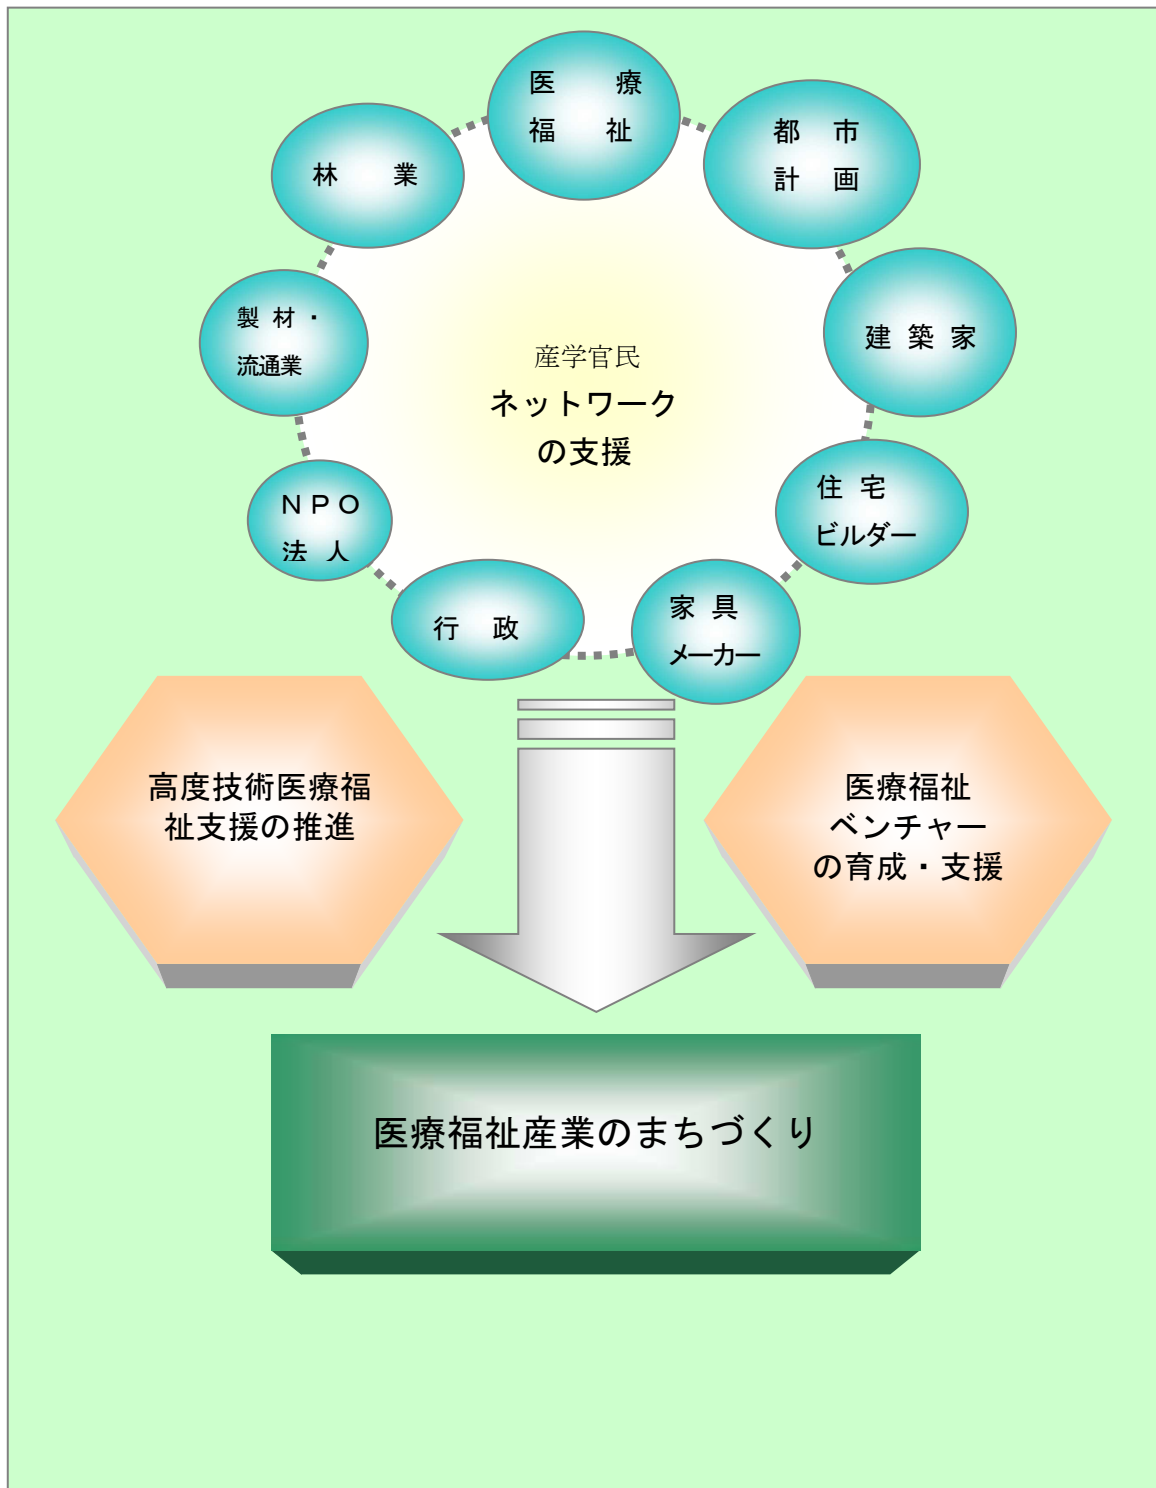 医療
福祉
都市
計画
林業
建築家
製材・
流通業
産学官民
ネットワーク
の支援
住宅
ビルダー
ＮＰＯ
法人
行政
家具
メーカー
高度技術医療福
祉支援の推進
医療福祉
ベンチャー
の育成・支援
医療福祉産業のまちづくり